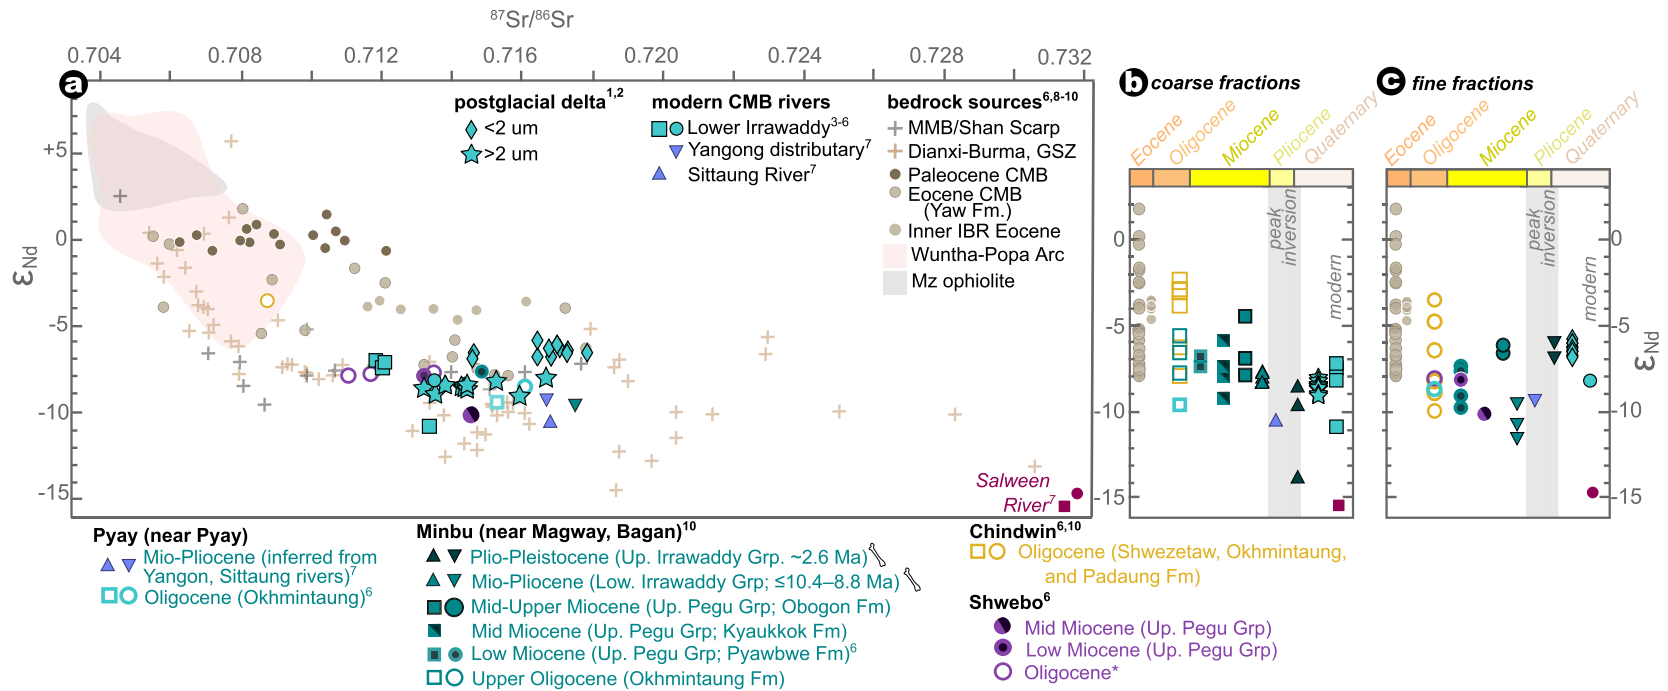 ⁸⁷Sr/⁸⁶Sr
0.704 0.708 0.712 0.716 0.720 0.724 0.728 0.732
a
+5
0
-5
-10
-15
εNd
postglacial delta¹,²
<2 um
>2 um
modern CMB rivers
Lower Irrawaddy³⁻⁶
Yangong distributary⁷
Sittaung River⁷
bedrock sources⁶,⁸⁻¹⁰
MMB/Shan Scarp
Dianxi-Burma, GSZ
Paleocene CMB
Eocene CMB
(Yaw Fm.)
Inner IBR Eocene
Wuntha-Popa Arc
Mz ophiolite
Salween
River⁷
b coarse fractions
Eocene
Oligocene
Miocene
Pliocene
Quaternary
peak
inversion
modern
0
-5
-10
-15
c fine fractions
Eocene
Oligocene
Miocene
Pliocene
Quaternary
peak
inversion
modern
0
-5
-10
-15
εNd
Pyay (near Pyay)
Mio-Pliocene (inferred from
Yangon, Sittaung rivers)⁷
Oligocene (Okhmintaung)⁶
Minbu (near Magway, Bagan)¹⁰
Plio-Pleistocene (Up. Irrawaddy Grp. ~2.6 Ma)
Mio-Pliocene (Low. Irrawaddy Grp; ≤10.4–8.8 Ma)
Mid-Upper Miocene (Up. Pegu Grp; Obogon Fm)
Mid Miocene (Up. Pegu Grp; Kyaukkok Fm)
Low Miocene (Up. Pegu Grp; Pyawbwe Fm)⁶
Upper Oligocene (Okhmintaung Fm)
Chindwin⁶,¹⁰
Oligocene (Shwezetaw, Okhmintaung,
and Padaung Fm)
Shwebo⁶
Mid Miocene (Up. Pegu Grp)
Low Miocene (Up. Pegu Grp)
Oligocene*